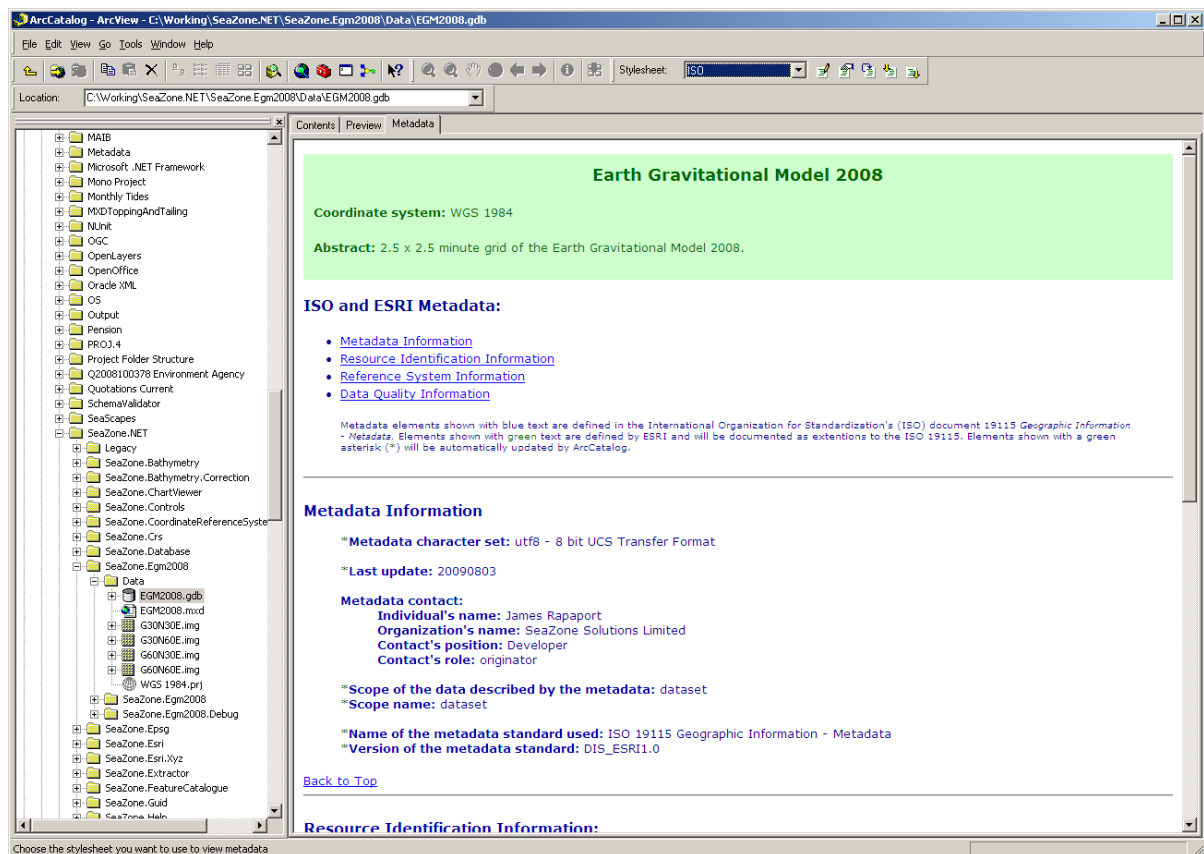 ArcCatalog - ArcView - C:\Working\SeaZone.NET\SeaZone.Egm2008\Data\EGM2008.gdb
File Edit View Go Tools Window Help
Stylesheet: ISO
Location: C:\Working\SeaZone.NET\SeaZone.Egm2008\Data\EGM2008.gdb
MAIB
Metadata
Microsoft .NET Framework
Mono Project
Monthly Tides
MXDToppingAndTailing
NUnit
OGC
OpenLayers
OpenOffice
Oracle XML
OS
Output
Pension
PROJ.4
Project Folder Structure
Q2008100378 Environment Agency
Quotations Current
SchemaValidator
SeaScapes
SeaZone.NET
Legacy
SeaZone.Bathymetry
SeaZone.Bathymetry.Correction
SeaZone.ChartViewer
SeaZone.Controls
SeaZone.CoordinateReferenceSyste
SeaZone.Crs
SeaZone.Database
SeaZone.Egm2008
Data
EGM2008.gdb
EGM2008.mxd
G30N30E.img
G30N60E.img
G60N30E.img
G60N60E.img
WGS 1984.prj
SeaZone.Egm2008
SeaZone.Egm2008.Debug
SeaZone.Epsg
SeaZone.Esri
SeaZone.Esri.Xyz
SeaZone.Extractor
SeaZone.FeatureCatalogue
SeaZone.Guid
SeaZone.Help
Contents Preview Metadata
Earth Gravitational Model 2008
Coordinate system: WGS 1984
Abstract: 2.5 x 2.5 minute grid of the Earth Gravitational Model 2008.
ISO and ESRI Metadata:
• Metadata Information
• Resource Identification Information
• Reference System Information
• Data Quality Information
Metadata elements shown with blue text are defined in the International Organization for Standardization's (ISO) document 19115 Geographic Information
- Metadata. Elements shown with green text are defined by ESRI and will be documented as extentions to the ISO 19115. Elements shown with a green
asterisk (*) will be automatically updated by ArcCatalog.
Metadata Information
*Metadata character set: utf8 - 8 bit UCS Transfer Format
*Last update: 20090803
Metadata contact:
Individual's name: James Rapaport
Organization's name: SeaZone Solutions Limited
Contact's position: Developer
Contact's role: originator
*Scope of the data described by the metadata: dataset
*Scope name: dataset
*Name of the metadata standard used: ISO 19115 Geographic Information - Metadata
*Version of the metadata standard: DIS_ESRI1.0
Back to Top
Resource Identification Information:
Choose the stylesheet you want to use to view metadata